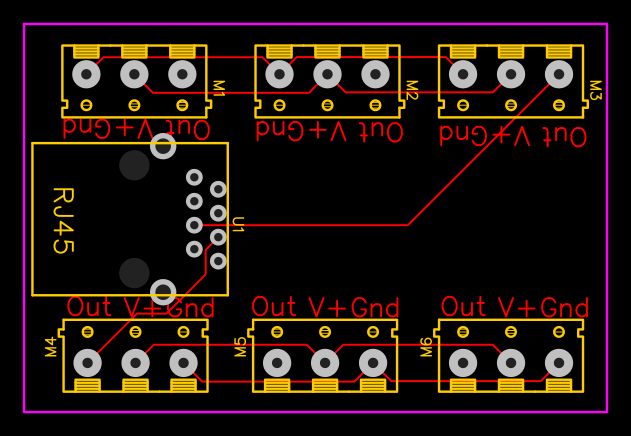 M1
M2
M3
Out V+Gnd
Out V+Gnd
Out V+Gnd
RJ45
U1
Out V+Gnd
Out V+Gnd
Out V+Gnd
M4
M5
M6